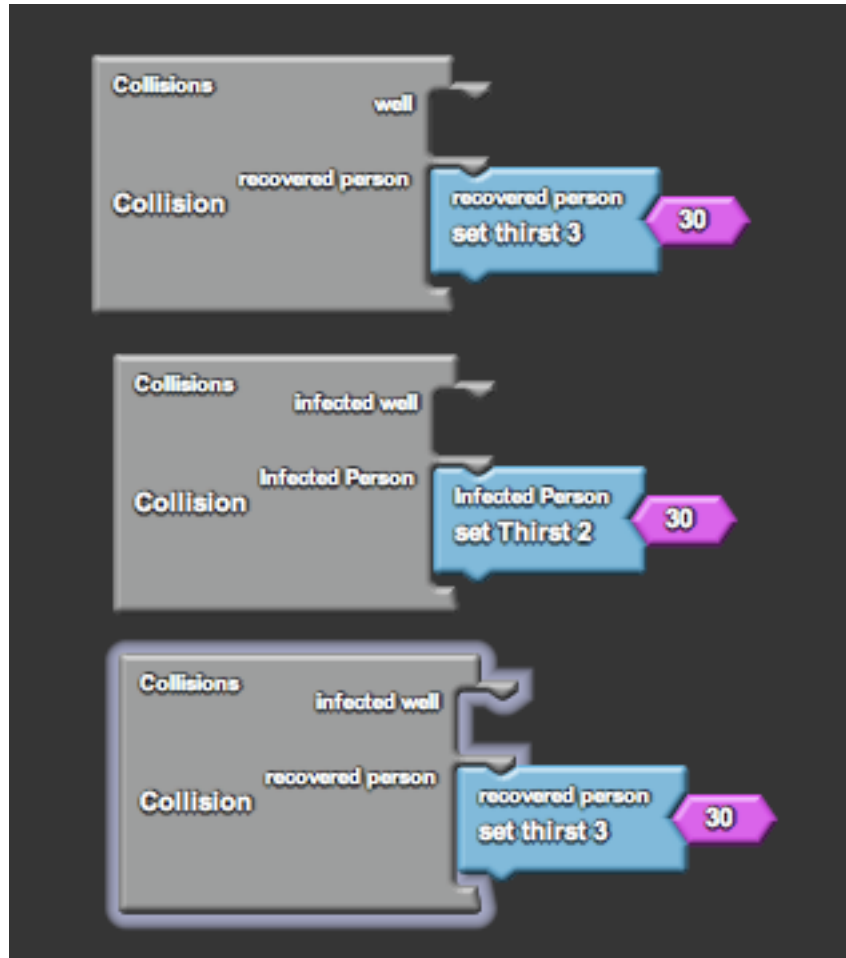 Collisions
well
recovered person
Collision
recovered person
set thirst 3
30
Collisions
infected well
Infected Person
Collision
Infected Person
set Thirst 2
30
Collisions
infected well
recovered person
Collision
recovered person
set thirst 3
30